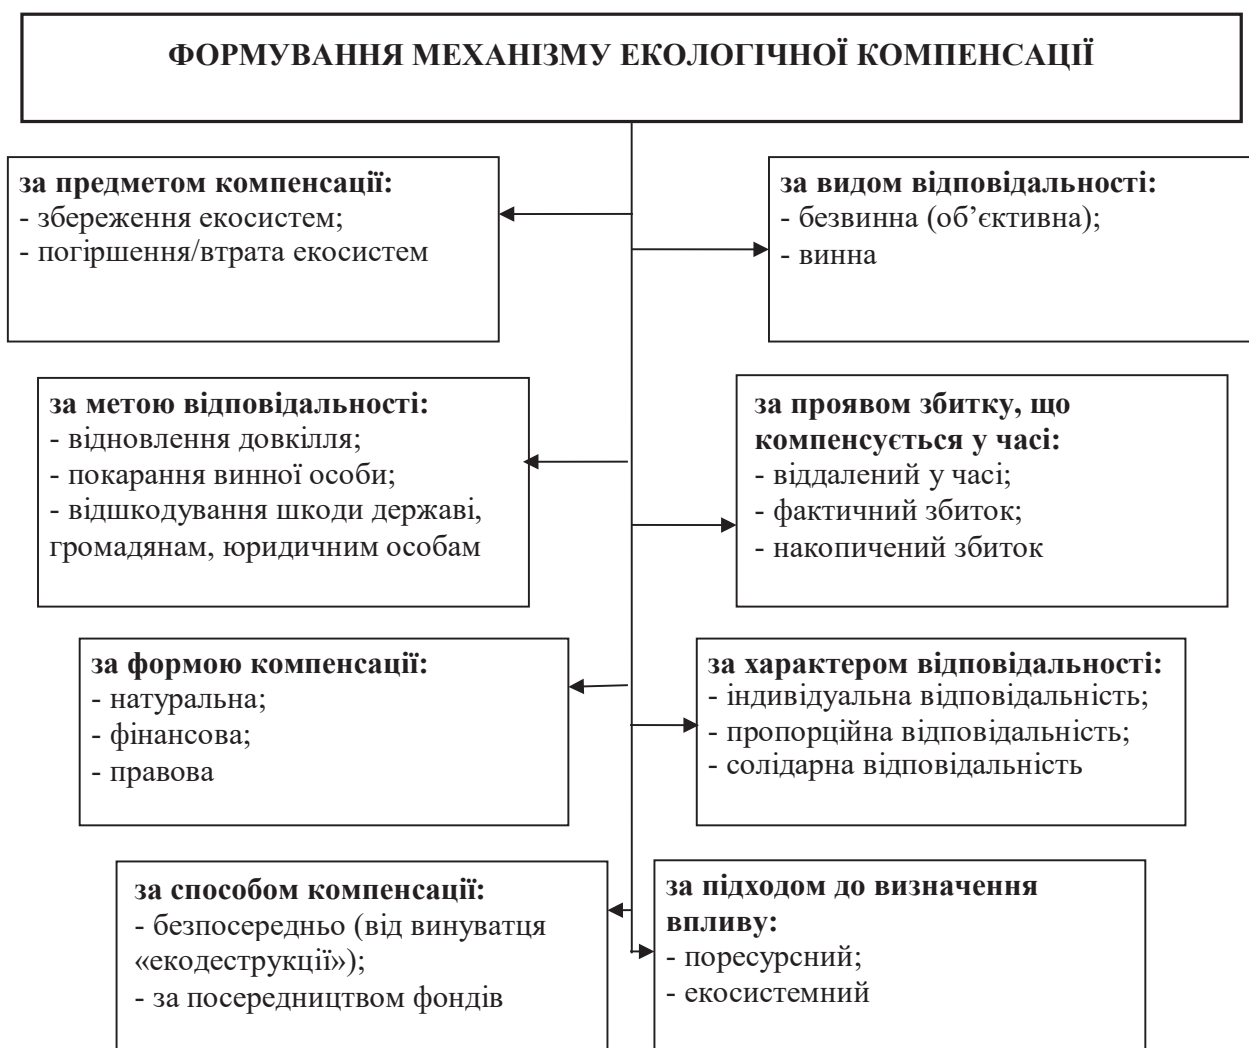 ФОРМУВАННЯ МЕХАНІЗМУ ЕКОЛОГІЧНОЇ КОМПЕНСАЦІЇ
за предметом компенсації:
- збереження екосистем;
- погіршення/втрата екосистем
за видом відповідальності:
- безвинна (об’єктивна);
- винна
за метою відповідальності:
- відновлення довкілля;
- покарання винної особи;
- відшкодування шкоди державі,
громадянам, юридичним особам
за проявом збитку, що
компенсується у часі:
- віддалений у часі;
- фактичний збиток;
- накопичений збиток
за формою компенсації:
- натуральна;
- фінансова;
- правова
за характером відповідальності:
- індивідуальна відповідальність;
- пропорційна відповідальність;
- солідарна відповідальність
за способом компенсації:
- безпосередньо (від винуватця
«екодеструкції»);
- за посередництвом фондів
за підходом до визначення
впливу:
- поресурсний;
- екосистемний